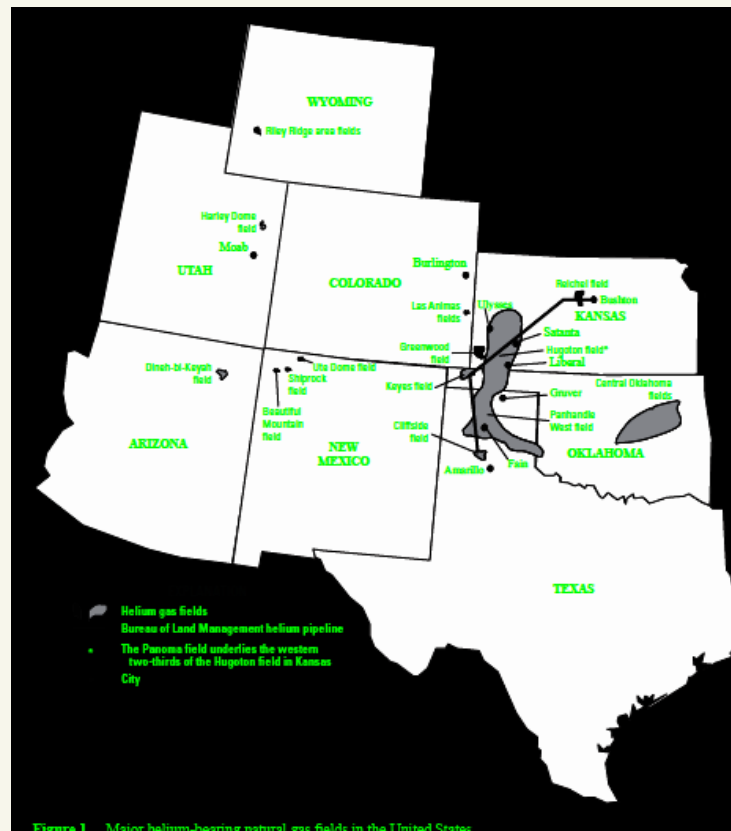 WYOMING
Riley Ridge area fields
Harley Dome
field
Moab
UTAH
Burlington
COLORADO
Las Animas
fields
Ulysses
Reichel field
Bushton
KANSAS
Satanta
Greenwood
field
Hugoton field*
Liberal
Dineh-bi-Keyah
field
Ute Dome field
Shiprock
field
Keyes field
Gruver
Central Oklahoma
fields
Beautiful
Mountain
field
Panhandle
West field
Cliffside
field
ARIZONA
NEW
MEXICO
OKLAHOMA
Amarillo
Fain
TEXAS
Helium gas fields
Bureau of Land Management helium pipeline
The Panoma field underlies the western
two-thirds of the Hugoton field in Kansas
City
Figure 1. Major helium-bearing natural gas fields in the United States